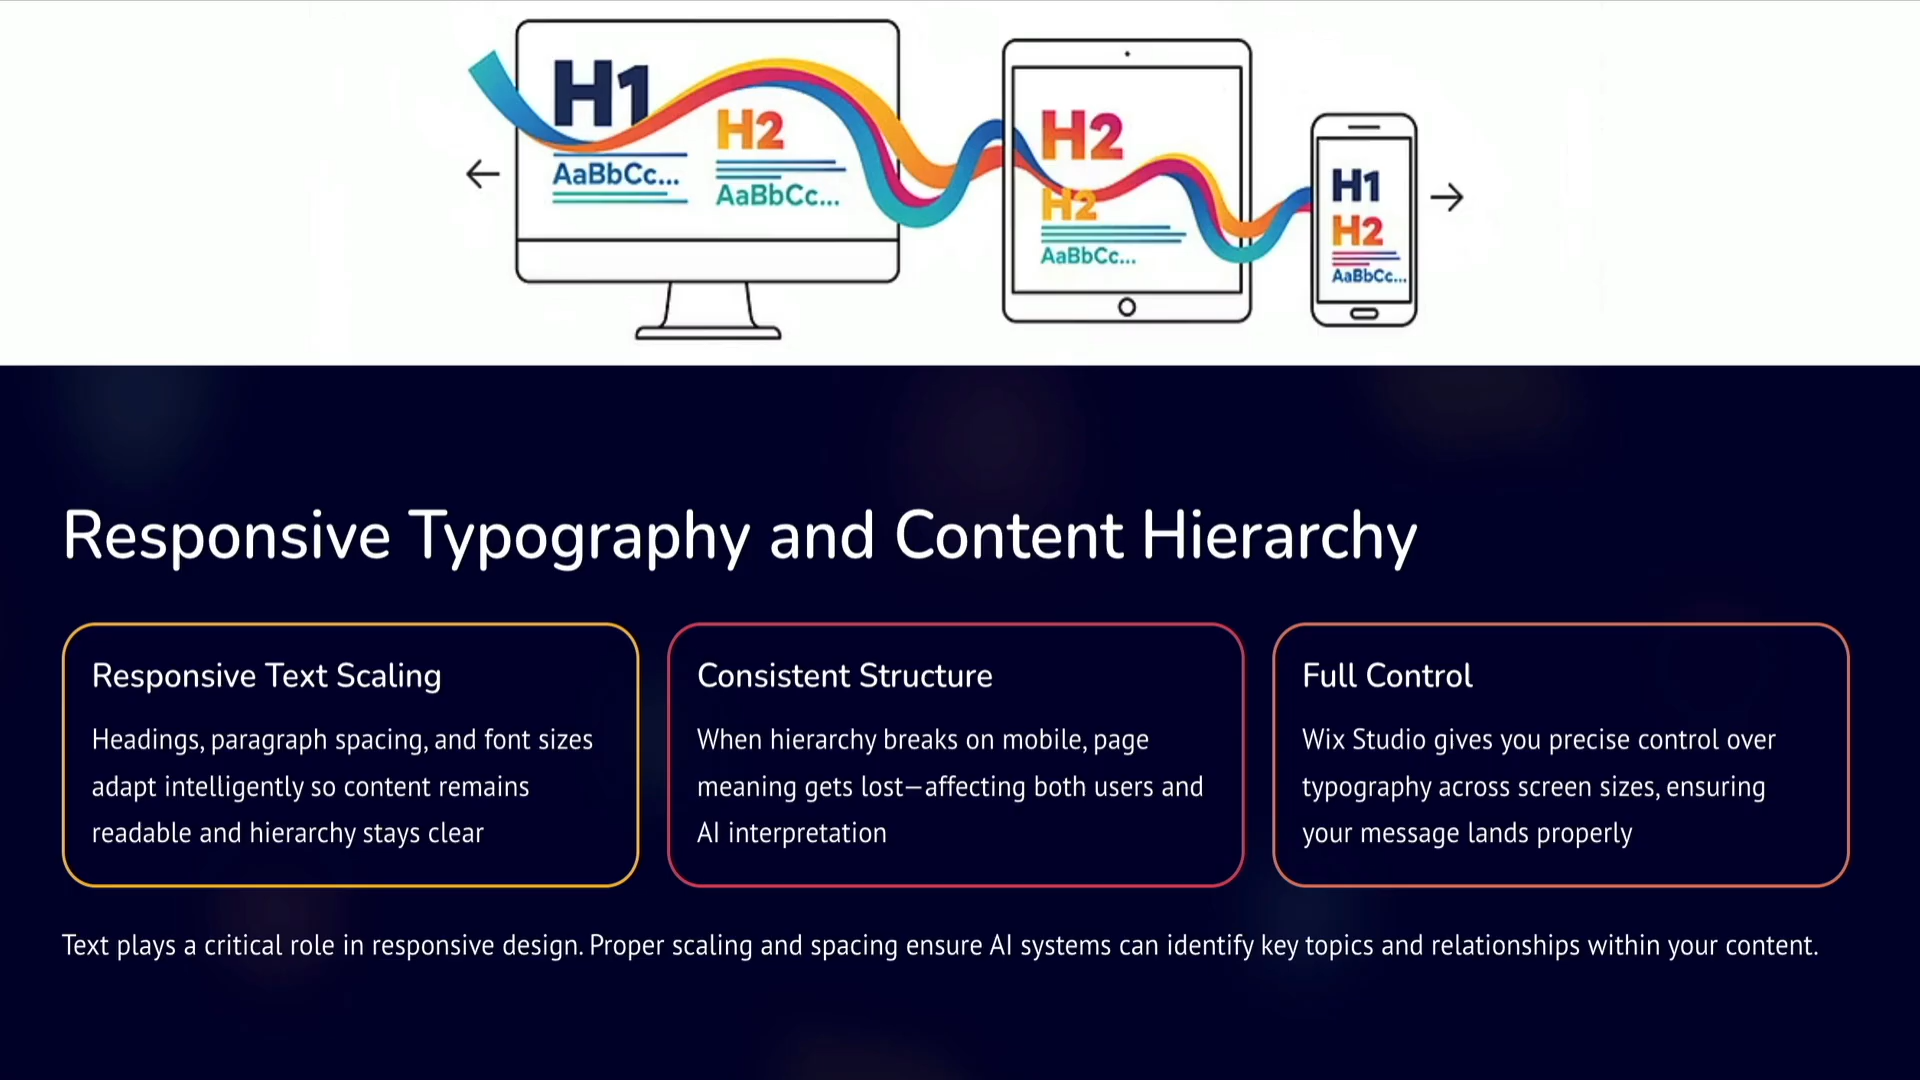 H1
AaBbCc...
H2
AaBbCc...
H2
H2
AaBbCc...
H1
H2
AaBbCc...
Responsive Typography and Content Hierarchy
Responsive Text Scaling
Headings, paragraph spacing, and font sizes
adapt intelligently so content remains
readable and hierarchy stays clear
Consistent Structure
When hierarchy breaks on mobile, page
meaning gets lost—affecting both users and
AI interpretation
Full Control
Wix Studio gives you precise control over
typography across screen sizes, ensuring
your message lands properly
Text plays a critical role in responsive design. Proper scaling and spacing ensure AI systems can identify key topics and relationships within your content.